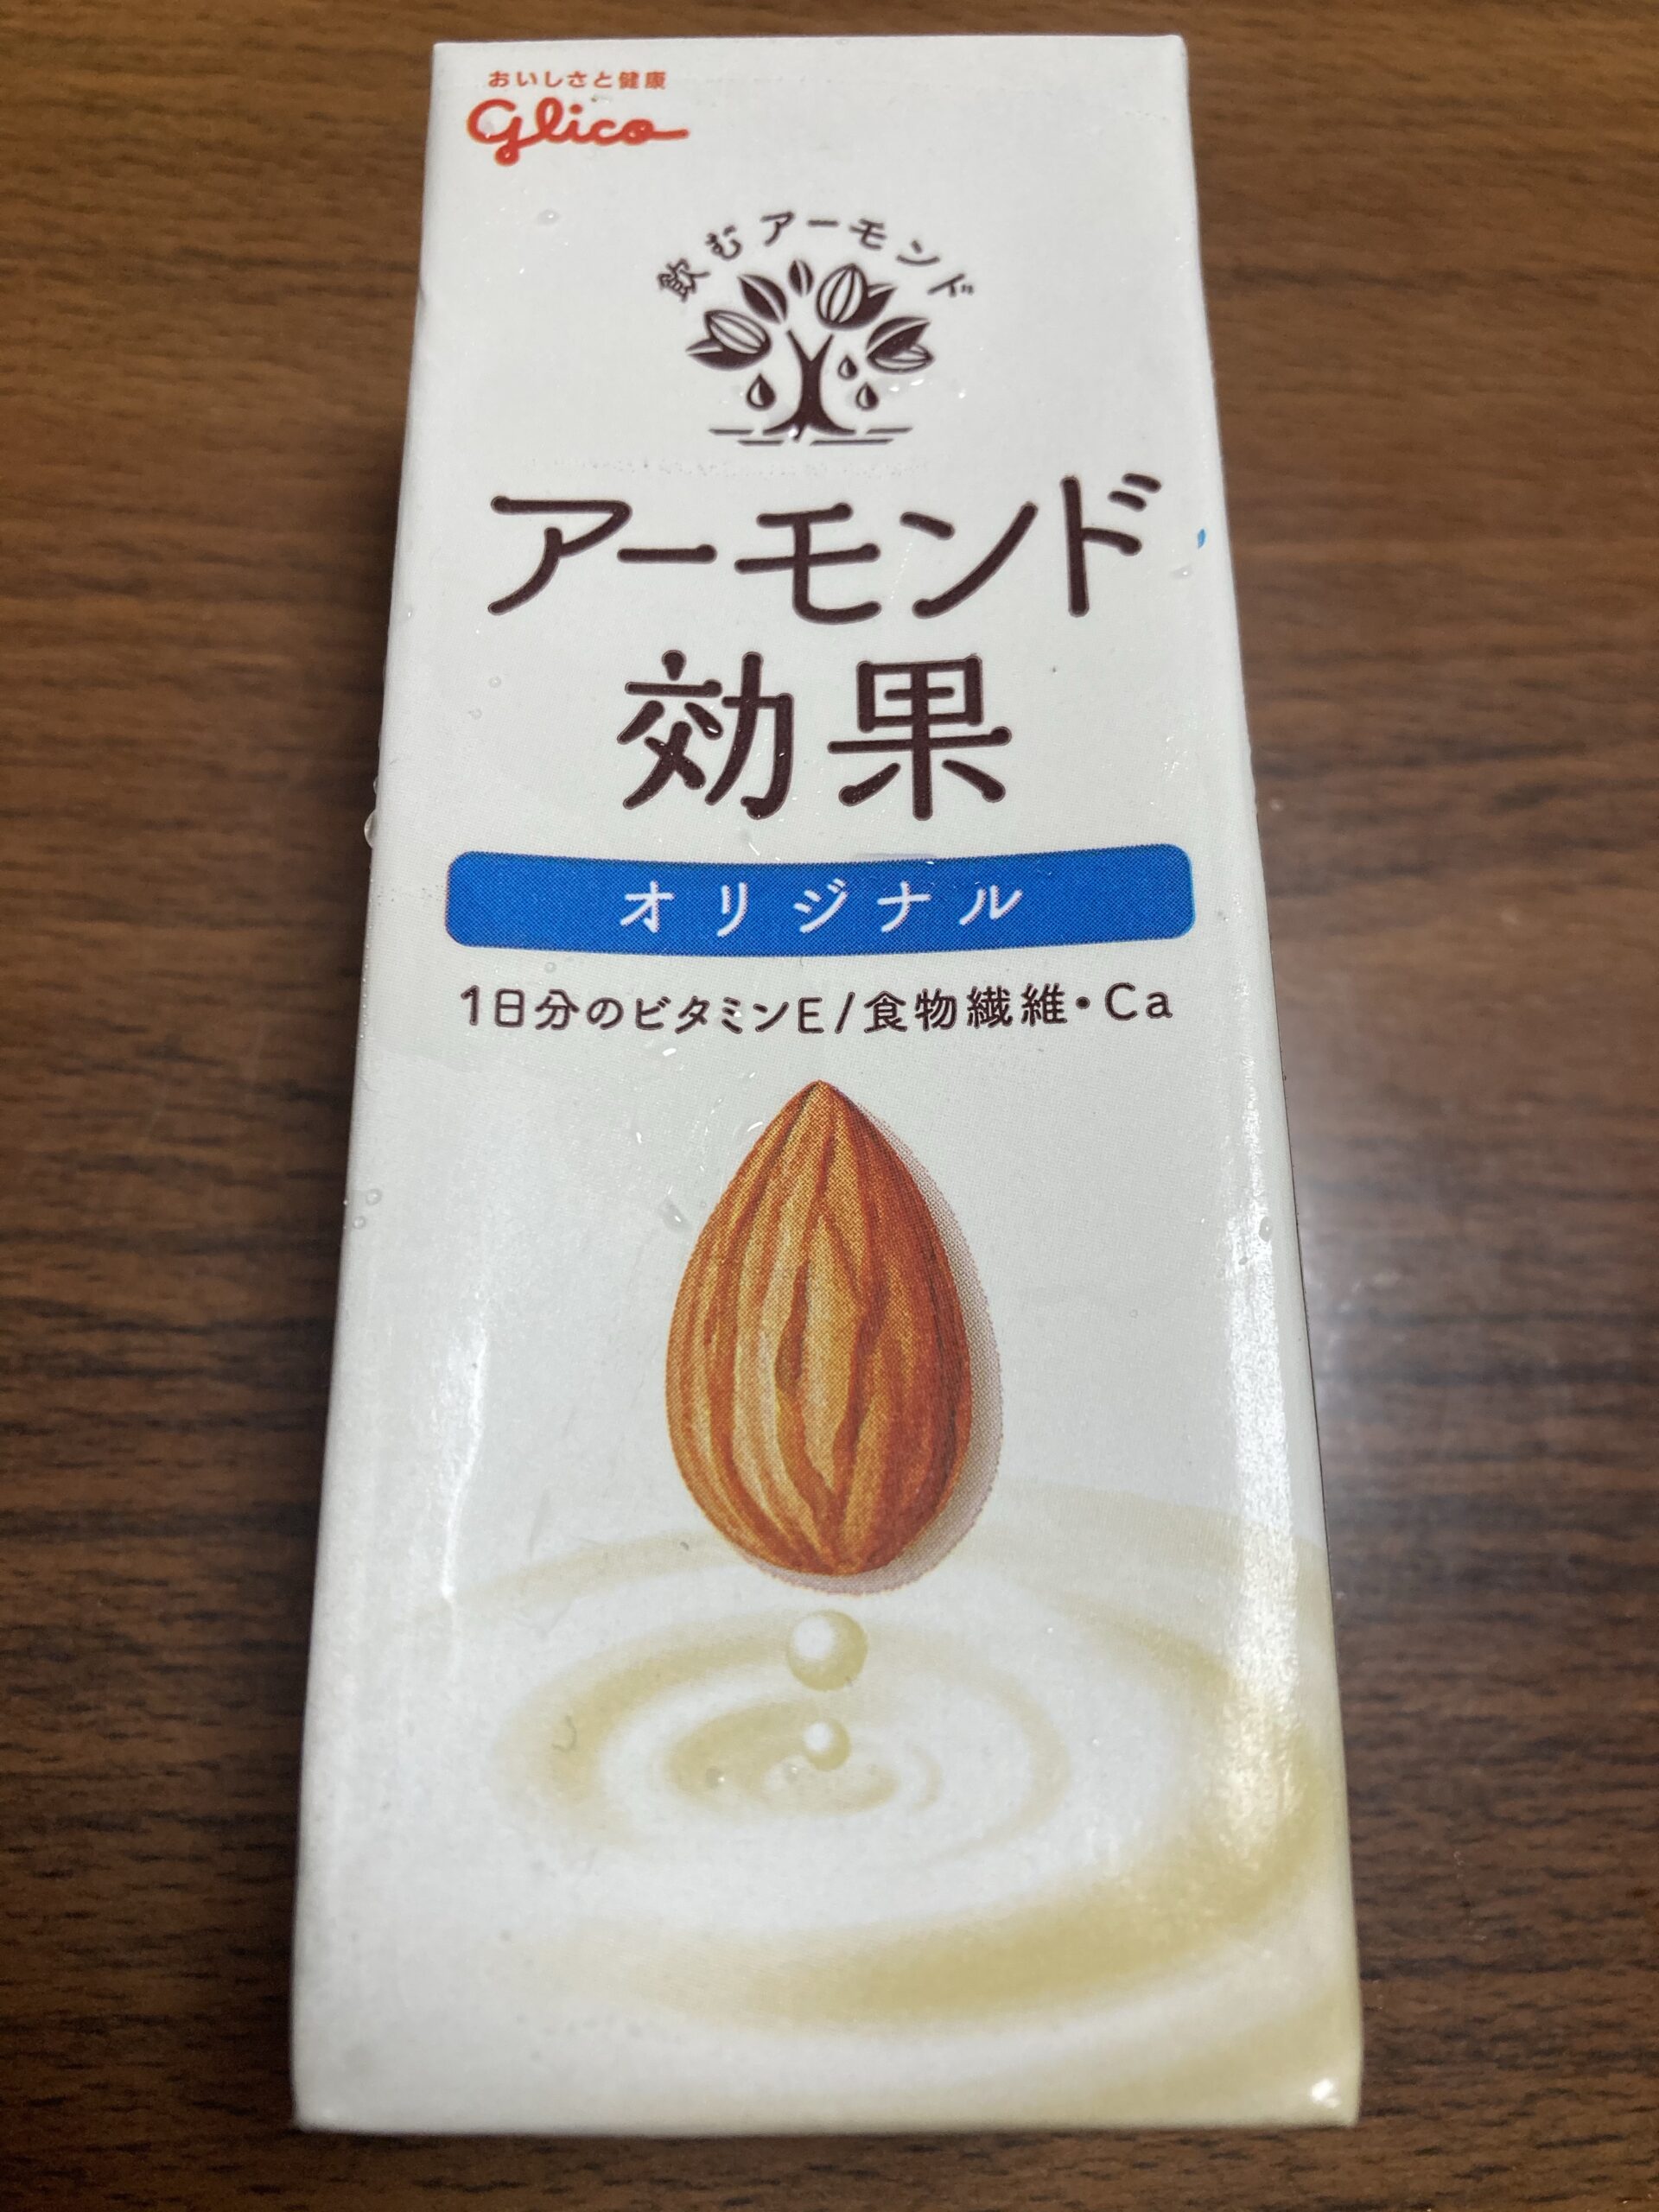 おいしさと健康
Glico
飲むアーモンド
アーモンド
効果
オリジナル
1日分のビタミンE/食物繊維・Ca